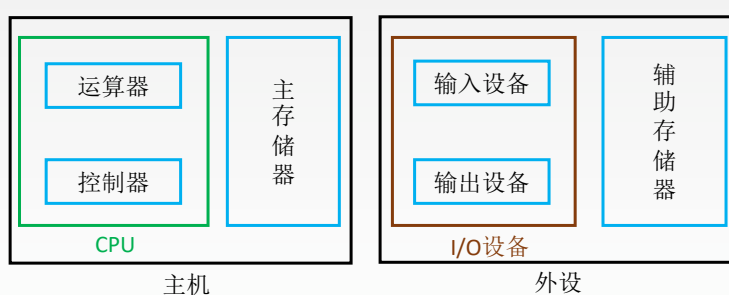 运算器
控制器
CPU
主存储器
主机
输入设备
输出设备
I/O设备
辅助存储器
外设